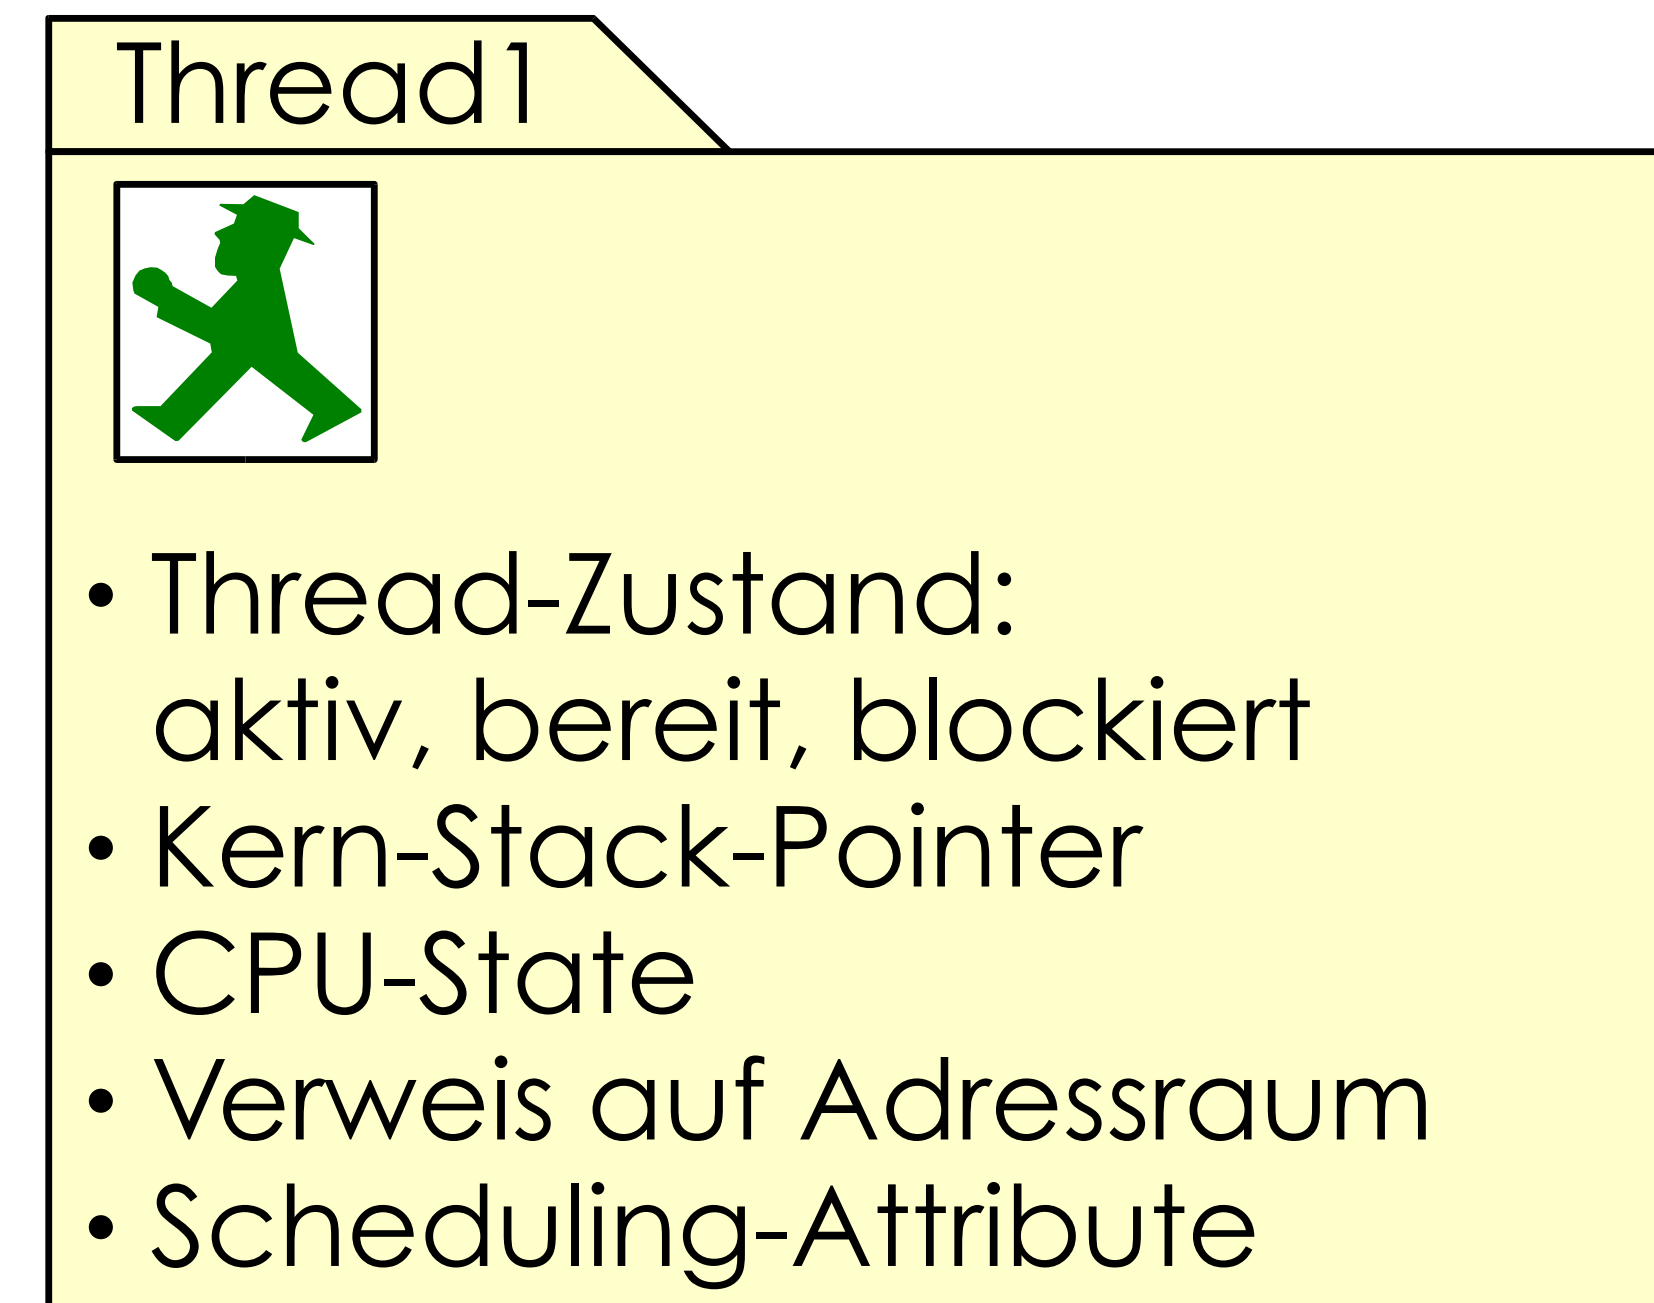 Thread1
• Thread-Zustand:
aktiv, bereit, blockiert
• Kern-Stack-Pointer
• CPU-State
• Verweis auf Adressraum
• Scheduling-Attribute